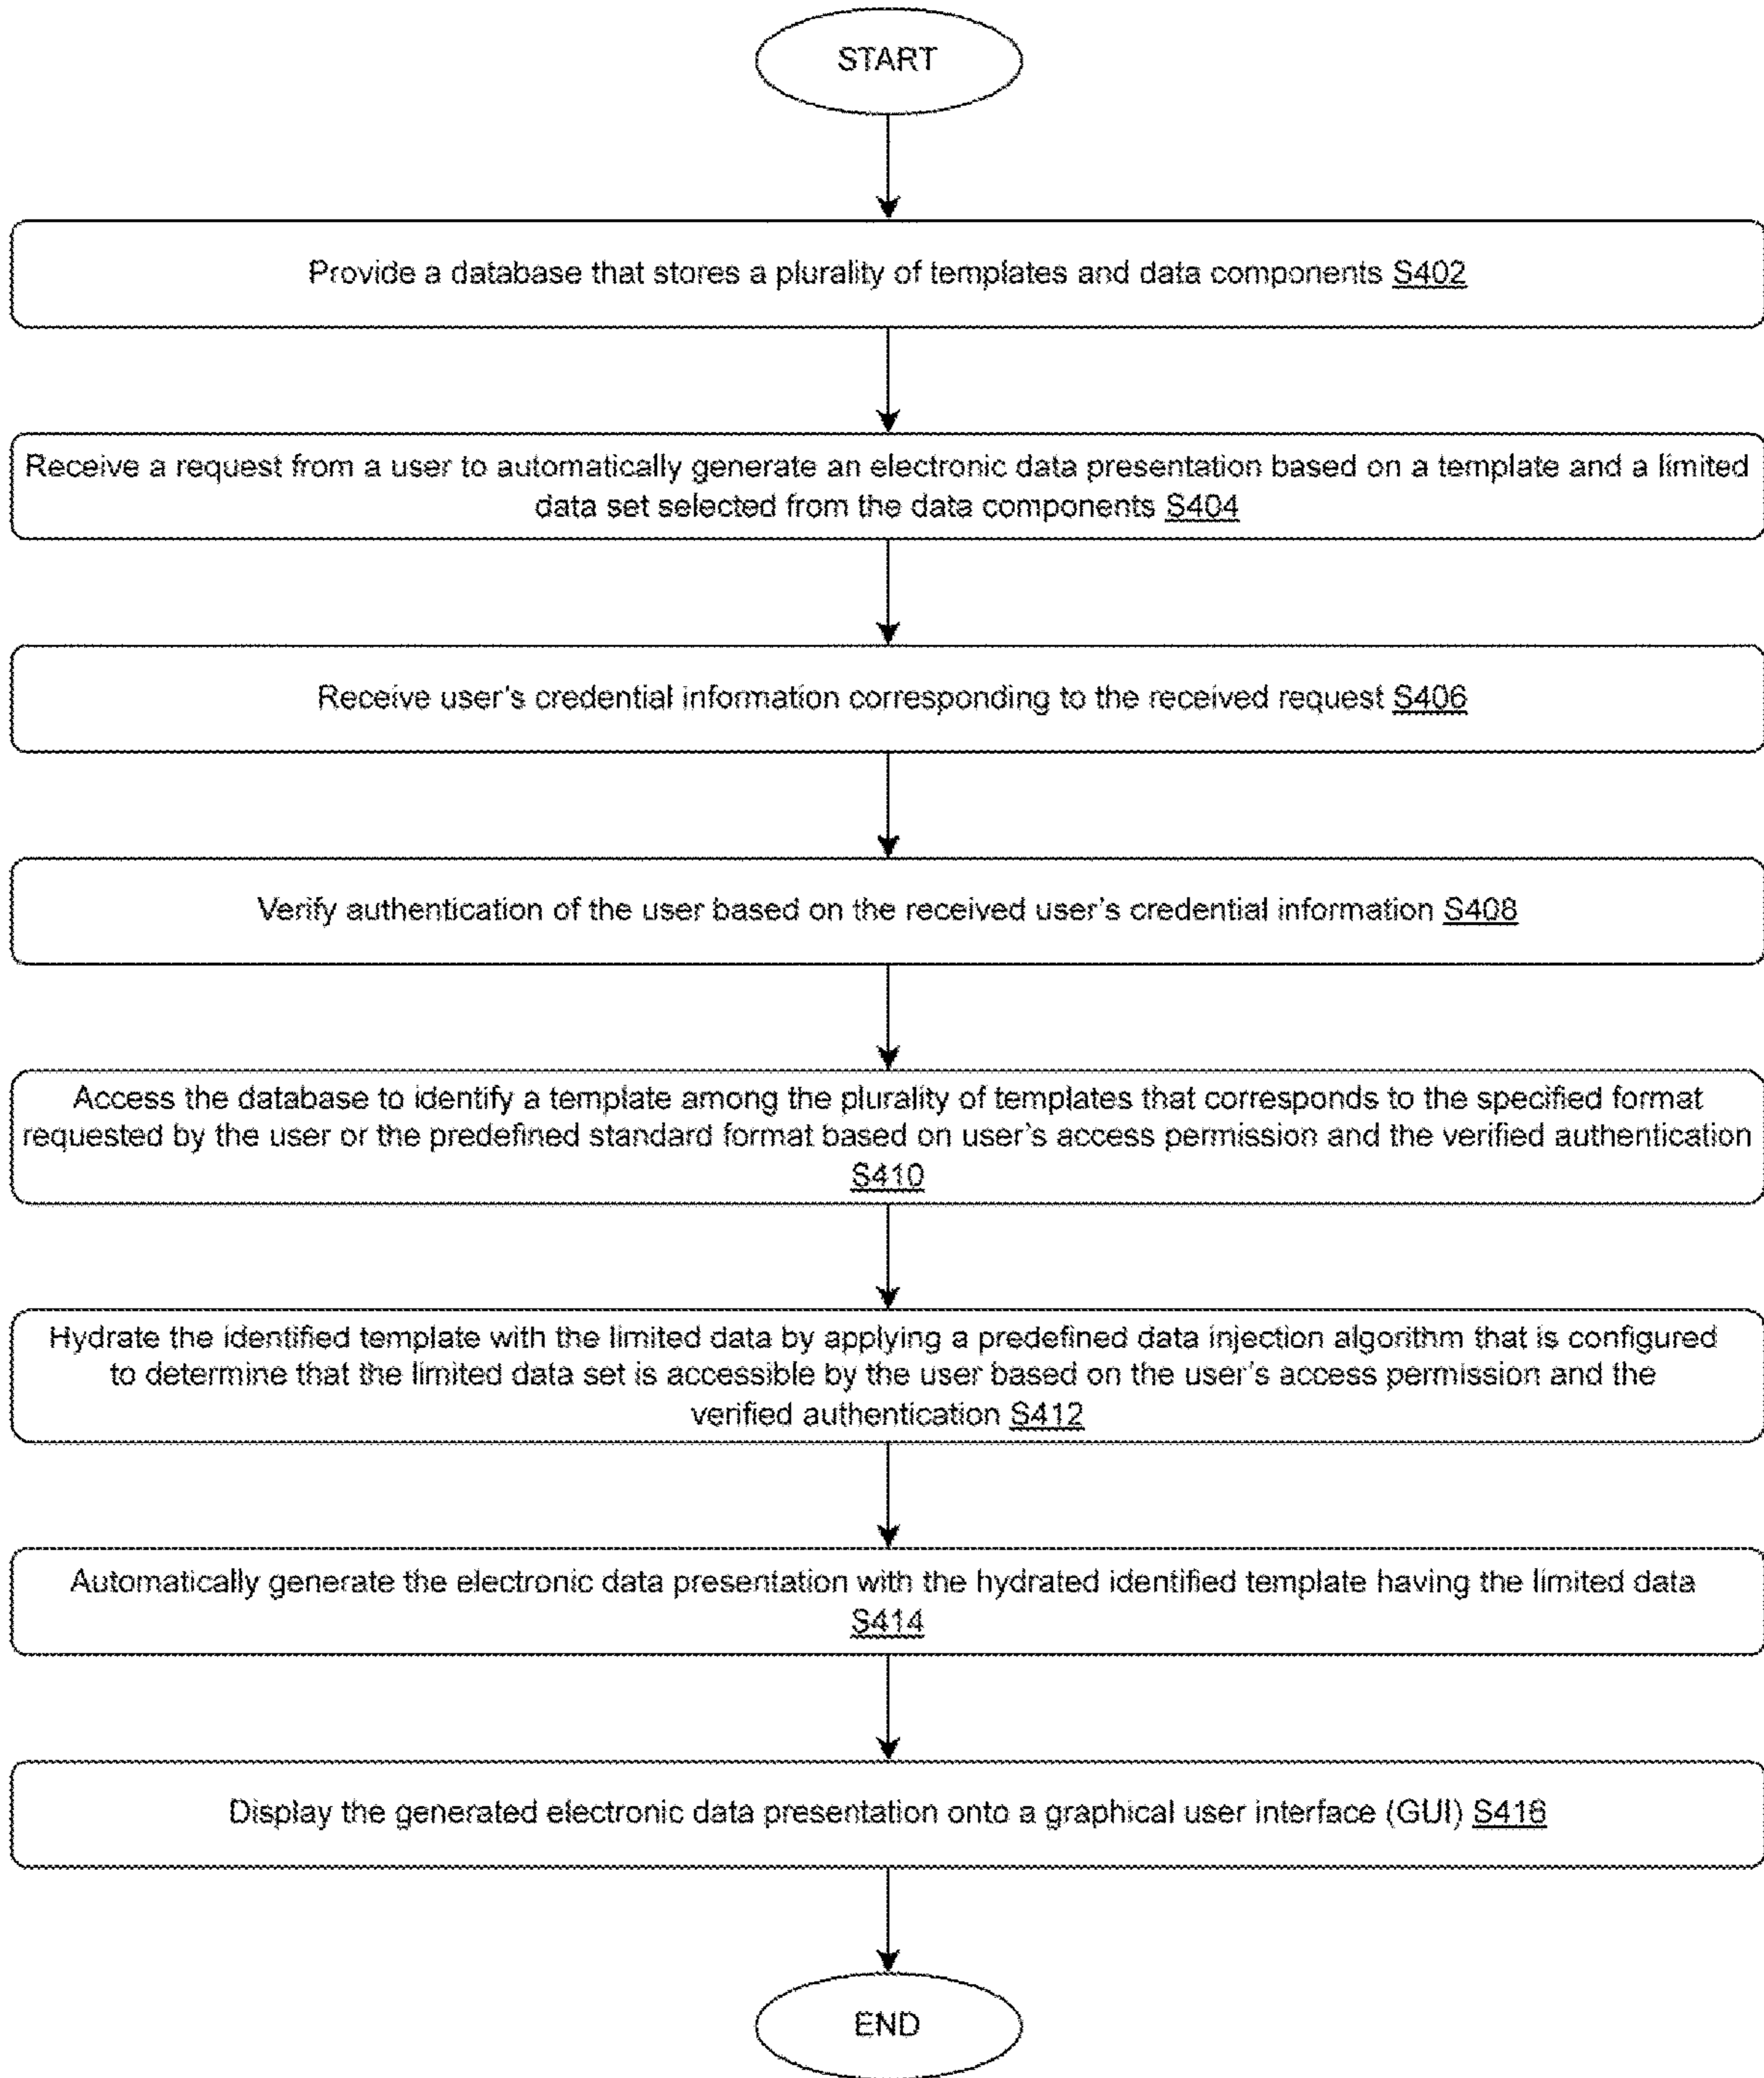 START
Provide a database that stores a plurality of templates and data components S402
Receive a request from a user to automatically generate an electronic data presentation based on a template and a limited
data set selected from the data components S404
Receive user's credential information corresponding to the received request S406
Verify authentication of the user based on the received user's credential information S408
Access the database to identify a template among the plurality of templates that corresponds to the specified format
requested by the user or the predefined standard format based on user's access permission and the verified authentication
S410
Hydrate the identified template with the limited data by applying a predefined data injection algorithm that is configured
to determine that the limited data set is accessible by the user based on the user's access permission and the
verified authentication S412
Automatically generate the electronic data presentation with the hydrated identified template having the limited data
S414
Display the generated electronic data presentation onto a graphical user interface (GUI) S416
END